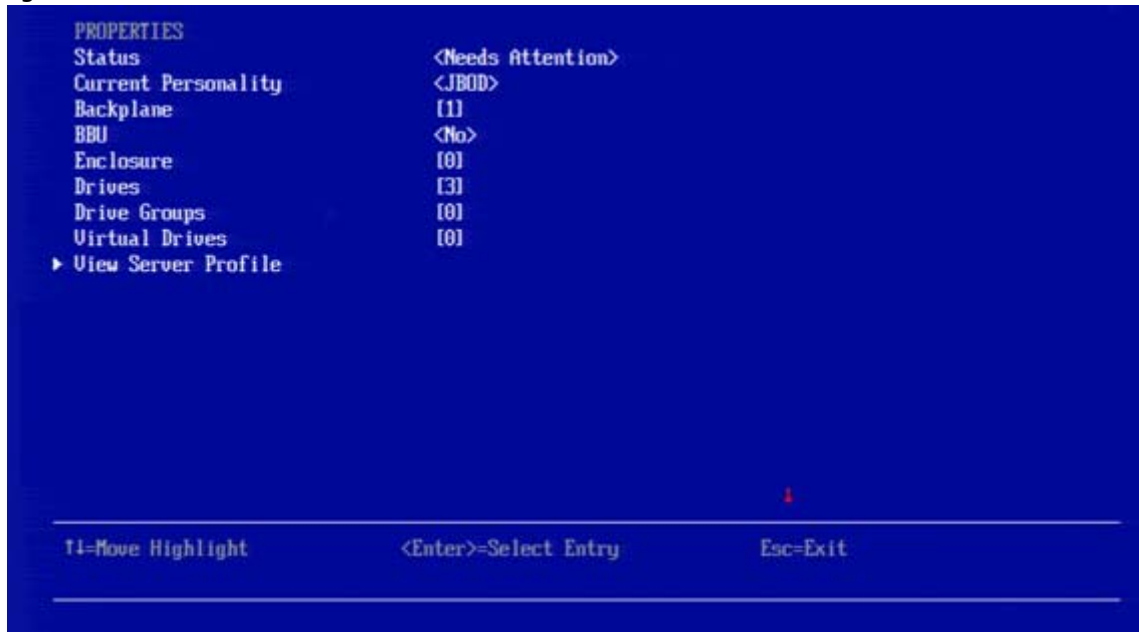 PROPERTIES
Status <Needs Attention>
Current Personality <JBOD>
Backplane [1]
BBU <No>
Enclosure [0]
Drives [3]
Drive Groups [0]
Virtual Drives [0]
▶ View Server Profile
↑↓=Move Highlight <Enter>=Select Entry Esc=Exit